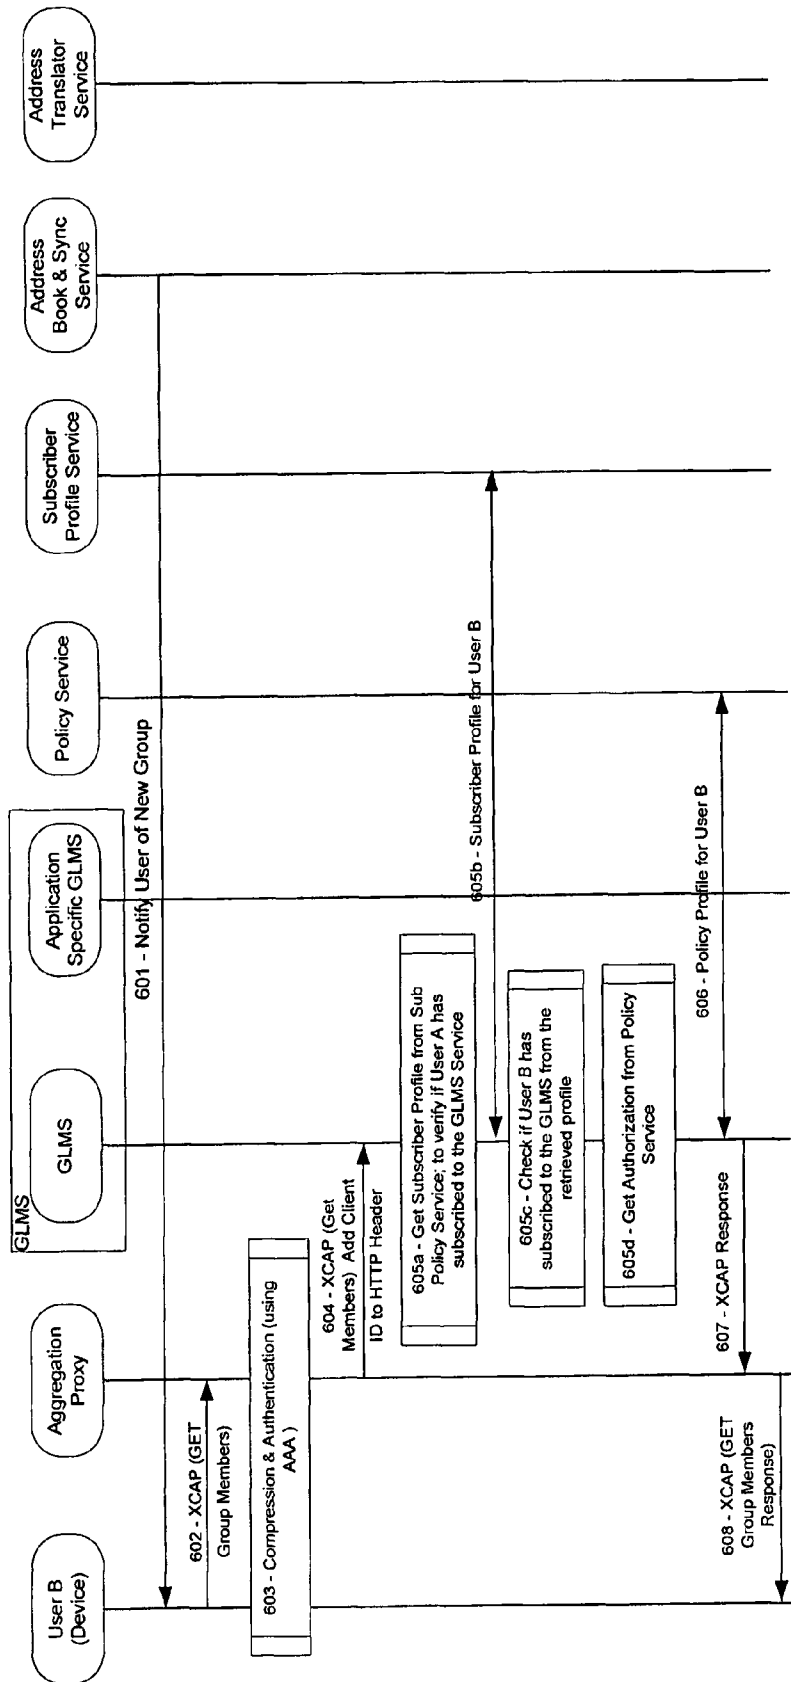 User B
(Device)
Aggregation
Proxy
GLMS
GLMS
Application
Specific GLMS
Policy Service
Subscriber
Profile Service
Address
Book & Sync
Service
Address
Translator
Service
601 - Notify User of New Group
602 - XCAP (GET
Group Members)
603 - Compression & Authentication (using
AAA )
604 - XCAP (Get
Members) Add Client
ID to HTTP Header
605a - Get Subscriber Profile from Sub
Policy Service; to verify if User A has
subscribed to the GLMS Service
605b - Subscriber Profile for User B
605c - Check if User B has
subscribed to the GLMS from the
retrieved profile
605d - Get Authorization from Policy
Service
606 - Policy Profile for User B
607 - XCAP Response
608 - XCAP (GET
Group Members
Response)